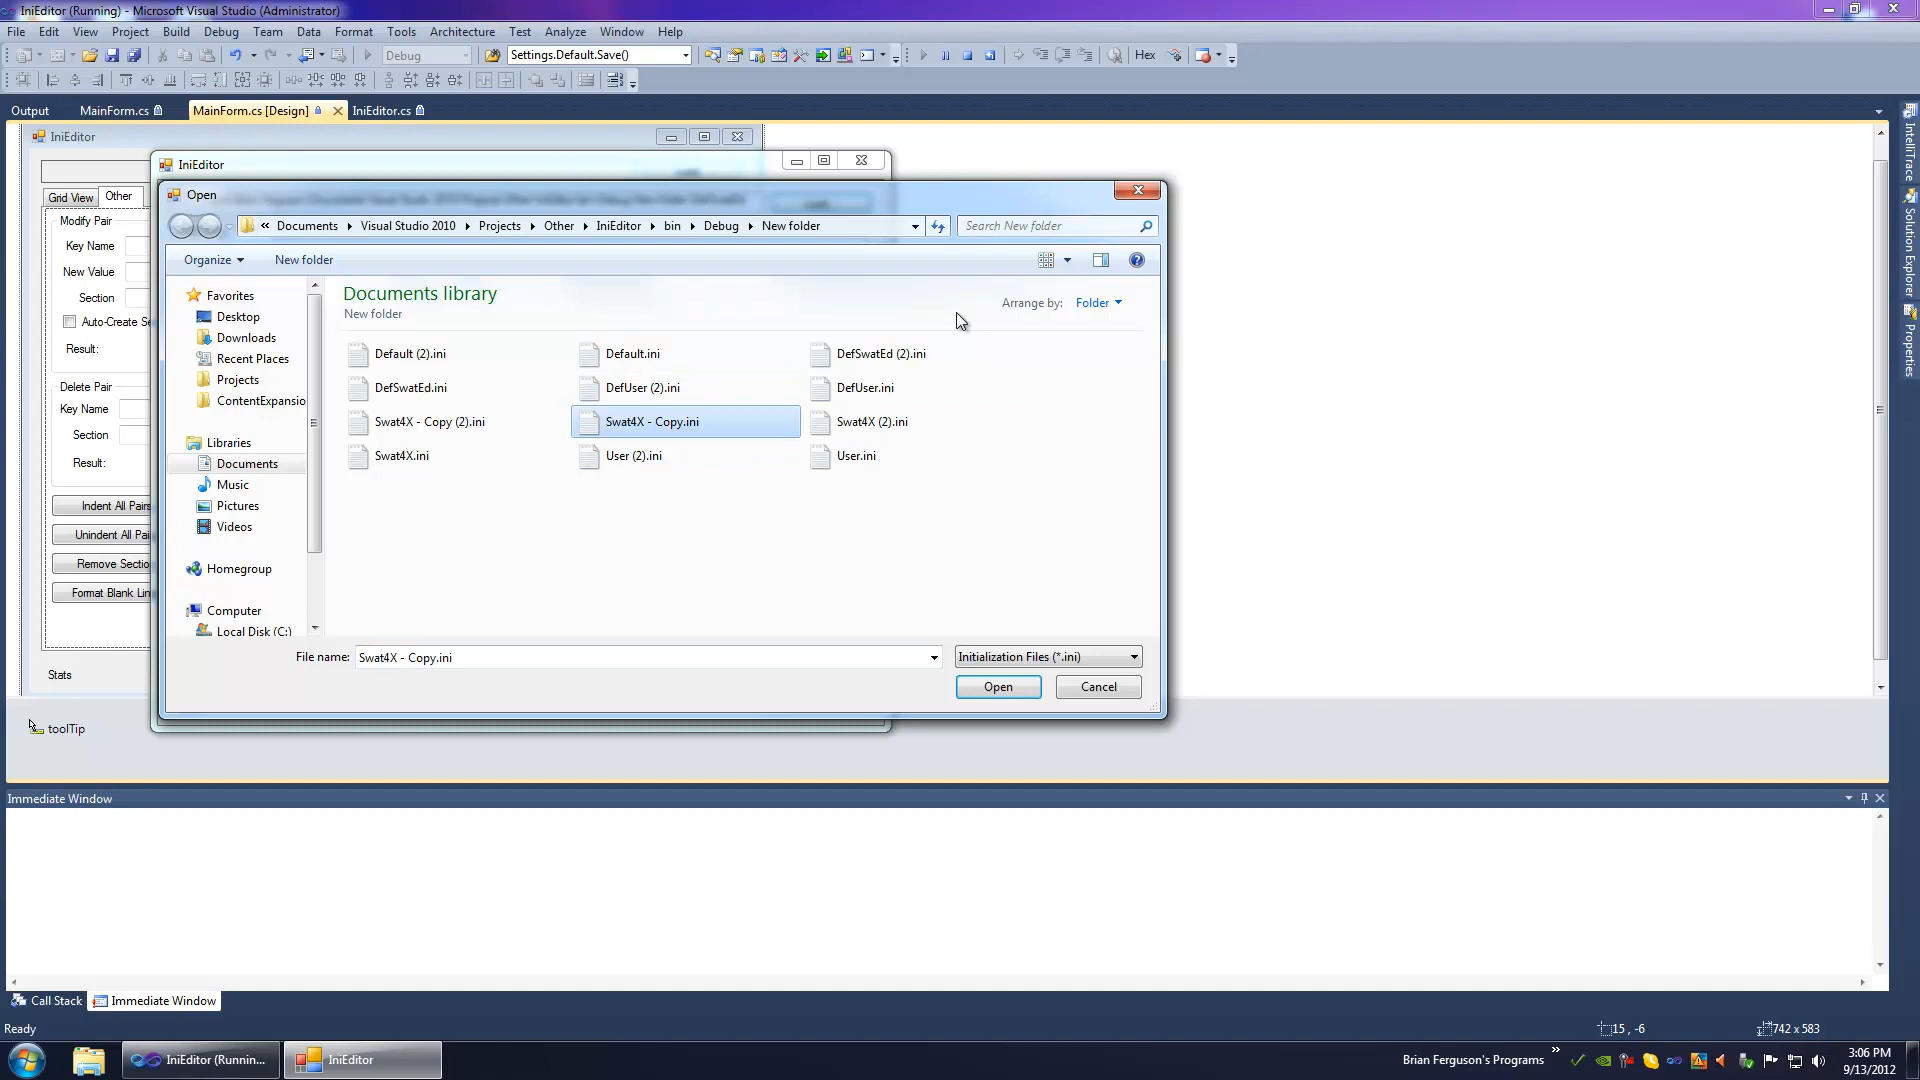 IniEditor (Running) - Microsoft Visual Studio (Administrator)
File Edit View Project Build Debug Team Data Format Tools Architecture Test Analyze Window Help
Debug Settings.Default.Save() Hex
Output MainForm.cs MainForm.cs [Design] IniEditor.cs
IniEditor
IniEditor
Open
« Documents Visual Studio 2010 Projects Other IniEditor bin Debug New folder Search New folder
Organize New folder
Grid View Other
Modify Pair
Key Name
New Value
Section
Auto-Create Se
Result:
Delete Pair
Key Name
Section
Result:
Indent All Pairs
Unindent All Pai
Remove Sectio
Format Blank Lin
Stats
Favorites
Desktop
Downloads
Recent Places
Projects
ContentExpansio
Libraries
Documents
Music
Pictures
Videos
Homegroup
Computer
Local Disk (C:)
Documents library
New folder
Arrange by: Folder
Default (2).ini Default.ini DefSwatEd (2).ini
DefSwatEd.ini DefUser (2).ini DefUser.ini
Swat4X - Copy (2).ini Swat4X - Copy.ini Swat4X (2).ini
Swat4X.ini User (2).ini User.ini
File name: Swat4X - Copy.ini Initialization Files (*.ini)
Open Cancel
toolTip
IntelliTrace
Solution Explorer
Properties
Immediate Window
Call Stack Immediate Window
Ready 15 , -6 742 x 583
IniEditor (Runnin... IniEditor Brian Ferguson's Programs » 3:06 PM
9/13/2012